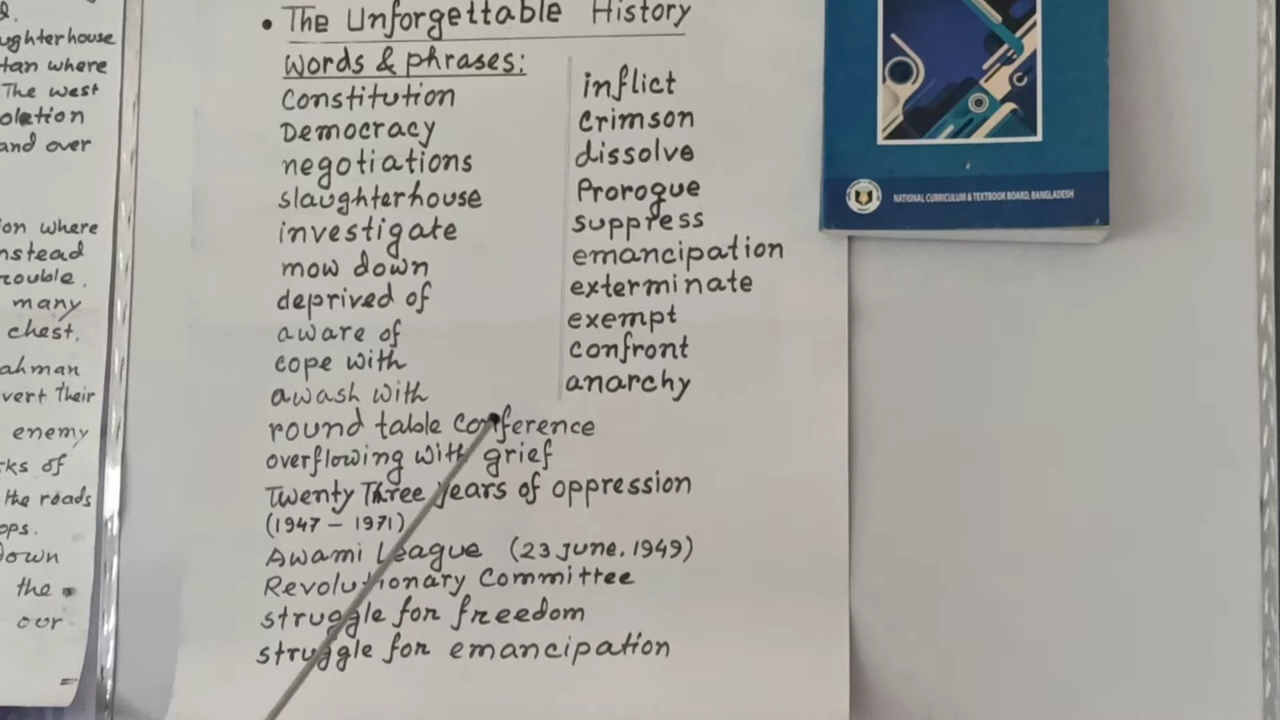 ughterhouse
tan where
The west
olation
and over
ion where
nstead
rouble.
many
chest.
ahman
vert their
enemy
rks of
the roads
ops.
down
the
our
• The Unforgettable History
Words & phrases:
Constitution
Democracy
negotiations
slaughterhouse
investigate
mow down
deprived of
aware of
cope with
awash with
inflict
Crimson
dissolve
Prorogue
suppress
emancipation
exterminate
exempt
confront
anarchy
round table conference
overflowing with grief
Twenty Three years of oppression
(1947 - 1971)
Awami League (23 June, 1949)
Revolutionary Committee
struggle for freedom
struggle for emancipation
NATIONAL CURRICULUM & TEXTBOOK BOARD, BANGLADESH